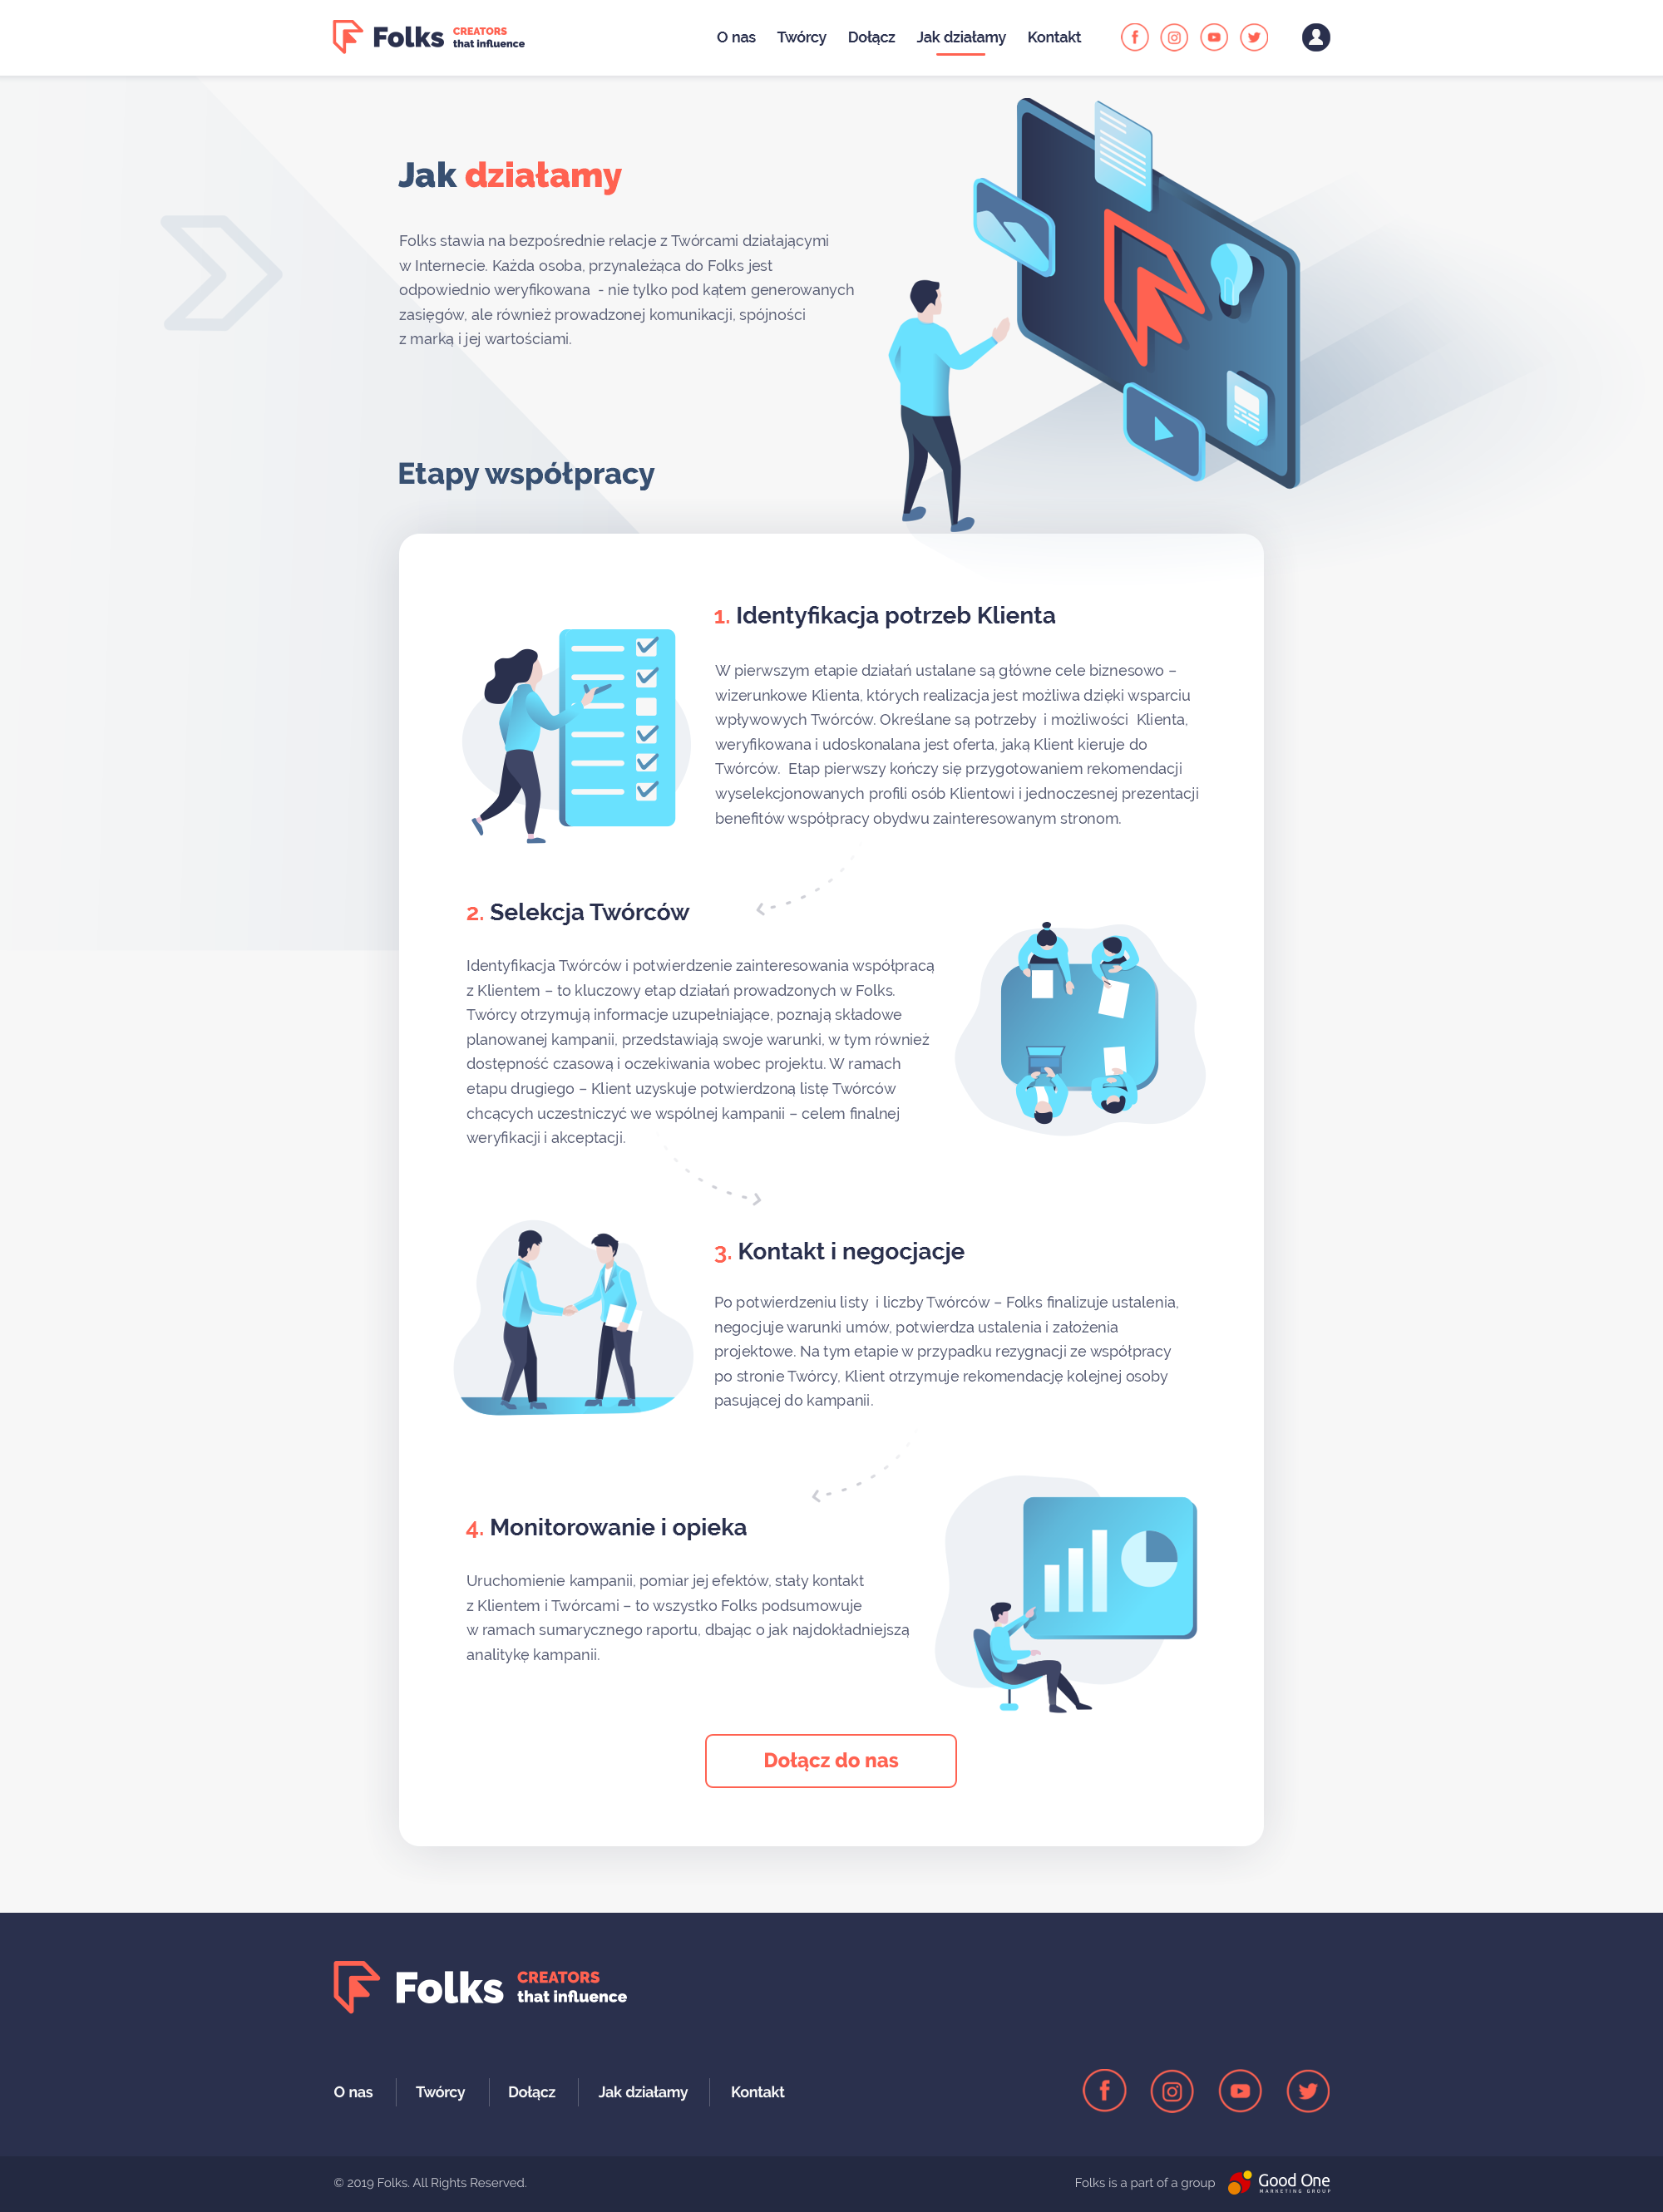 Folks CREATORS
that influence
O nas Twórcy Dołącz Jak działamy Kontakt
Jak działamy
Folks stawia na bezpośrednie relacje z Twórcami działającymi
w Internecie. Każda osoba, przynależąca do Folks jest
odpowiednio weryfikowana - nie tylko pod kątem generowanych
zasięgów, ale również prowadzonej komunikacji, spójności
z marką i jej wartościami.
Etapy współpracy
1. Identyfikacja potrzeb Klienta
W pierwszym etapie działań ustalane są główne cele biznesowo –
wizerunkowe Klienta, których realizacja jest możliwa dzięki wsparciu
wpływowych Twórców. Określane są potrzeby i możliwości Klienta,
weryfikowana i udoskonalana jest oferta, jaką Klient kieruje do
Twórców. Etap pierwszy kończy się przygotowaniem rekomendacji
wyselekcjonowanych profili osób Klientowi i jednoczesnej prezentacji
benefitów współpracy obydwu zainteresowanym stronom.
2. Selekcja Twórców
Identyfikacja Twórców i potwierdzenie zainteresowania współpracą
z Klientem – to kluczowy etap działań prowadzonych w Folks.
Twórcy otrzymują informacje uzupełniające, poznają składowe
planowanej kampanii, przedstawiają swoje warunki, w tym również
dostępność czasową i oczekiwania wobec projektu. W ramach
etapu drugiego – Klient uzyskuje potwierdzoną listę Twórców
chcących uczestniczyć we wspólnej kampanii – celem finalnej
weryfikacji i akceptacji.
3. Kontakt i negocjacje
Po potwierdzeniu listy i liczby Twórców – Folks finalizuje ustalenia,
negocjuje warunki umów, potwierdza ustalenia i założenia
projektowe. Na tym etapie w przypadku rezygnacji ze współpracy
po stronie Twórcy, Klient otrzymuje rekomendację kolejnej osoby
pasującej do kampanii.
4. Monitorowanie i opieka
Uruchomienie kampanii, pomiar jej efektów, stały kontakt
z Klientem i Twórcami – to wszystko Folks podsumowuje
w ramach sumarycznego raportu, dbając o jak najdokładniejszą
analitykę kampanii.
Dołącz do nas
Folks CREATORS
that influence
O nas Twórcy Dołącz Jak działamy Kontakt
© 2019 Folks. All Rights Reserved.
Folks is a part of a group Good One
MARKETING GROUP